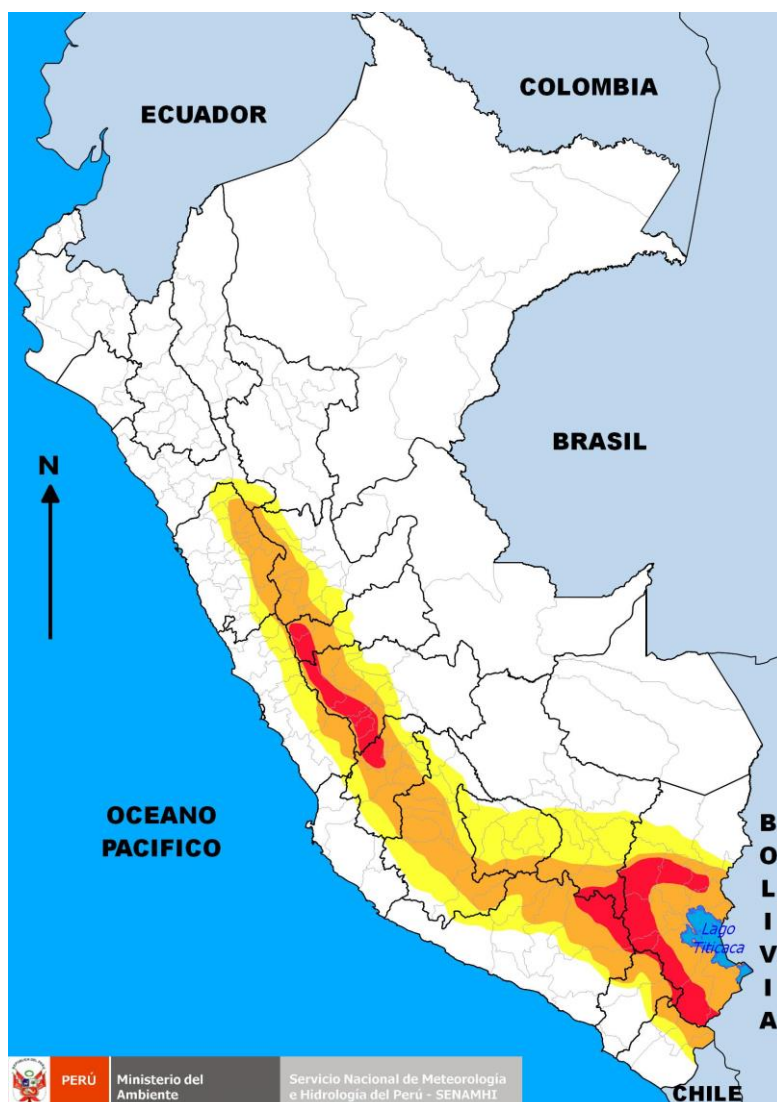 COLOMBIA
ECUADOR
BRASIL
N
OCEANO
PACIFICO
BOLIVIA
Lago
Titicaca
CHILE
PERÚ
Ministerio del
Ambiente
Servicio Nacional de Meteorología
e Hidrología del Perú - SENAMHI